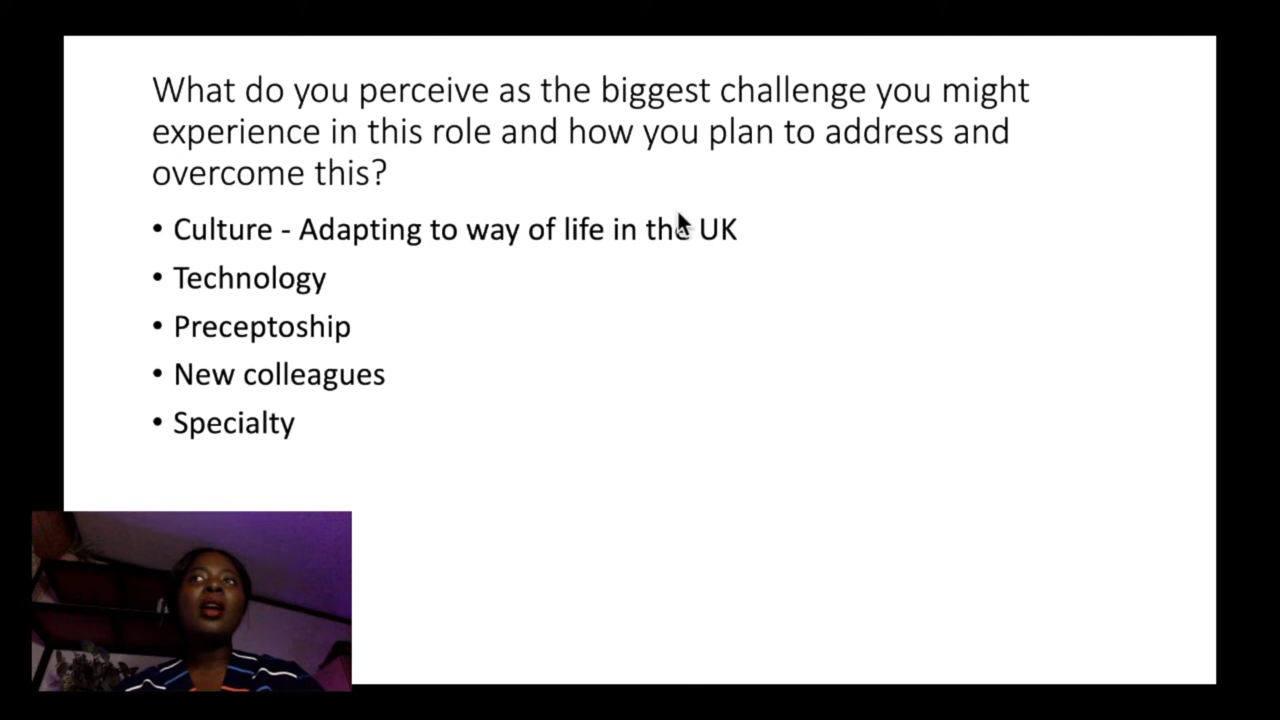 What do you perceive as the biggest challenge you might
experience in this role and how you plan to address and
overcome this?
• Culture - Adapting to way of life in the UK
• Technology
• Preceptoship
• New colleagues
• Specialty